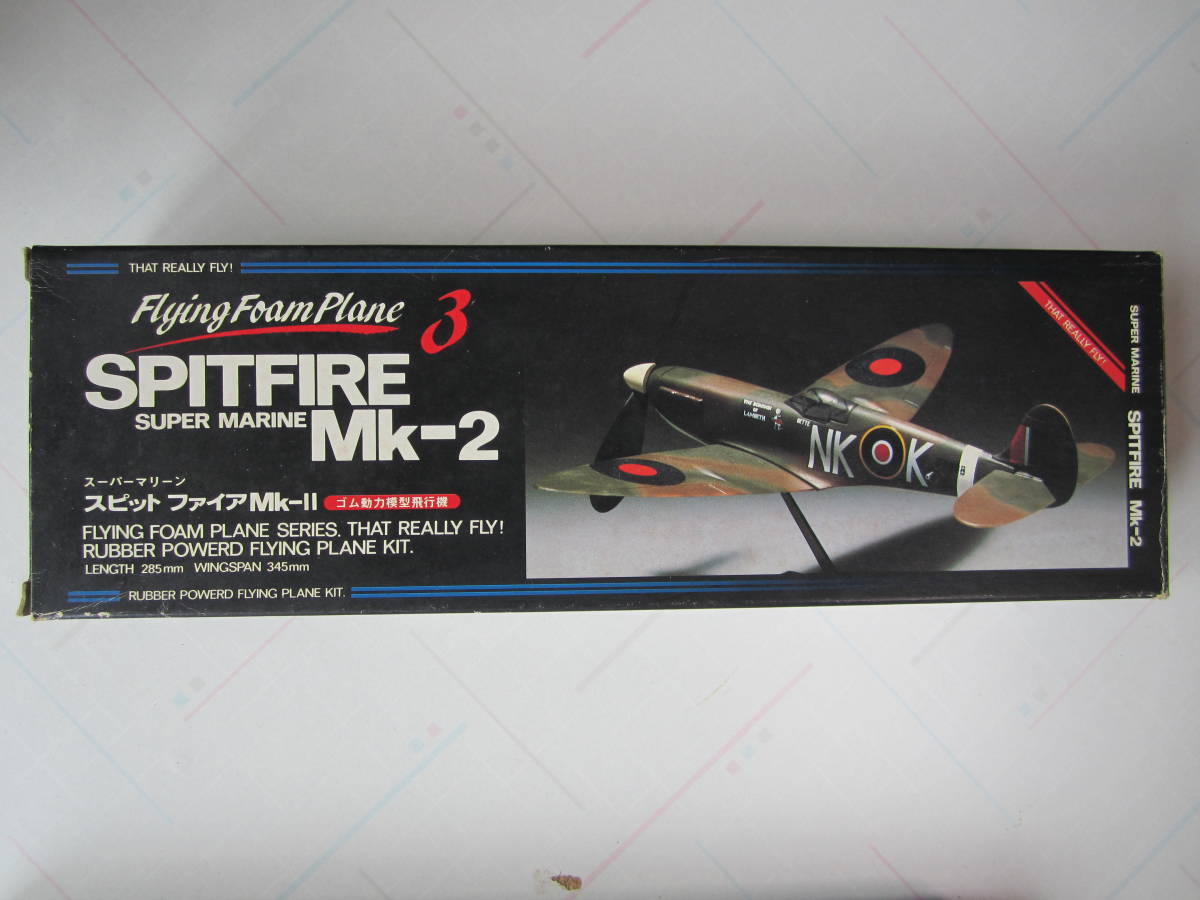 THAT REALLY FLY!
Flying Foam Plane 3
SPITFIRE
SUPER MARINE Mk-2
スーパーマリーン
スピット ファイアMk-II ゴム動力模型飛行機
FLYING FOAM PLANE SERIES. THAT REALLY FLY!
RUBBER POWERD FLYING PLANE KIT.
LENGTH 285mm WINGSPAN 345mm
RUBBER POWERD FLYING PLANE KIT.
THAT REALLY FLY!
OF
LAMBETH
BETTE
NK K
SUPER MARINE SPITFIRE Mk-2